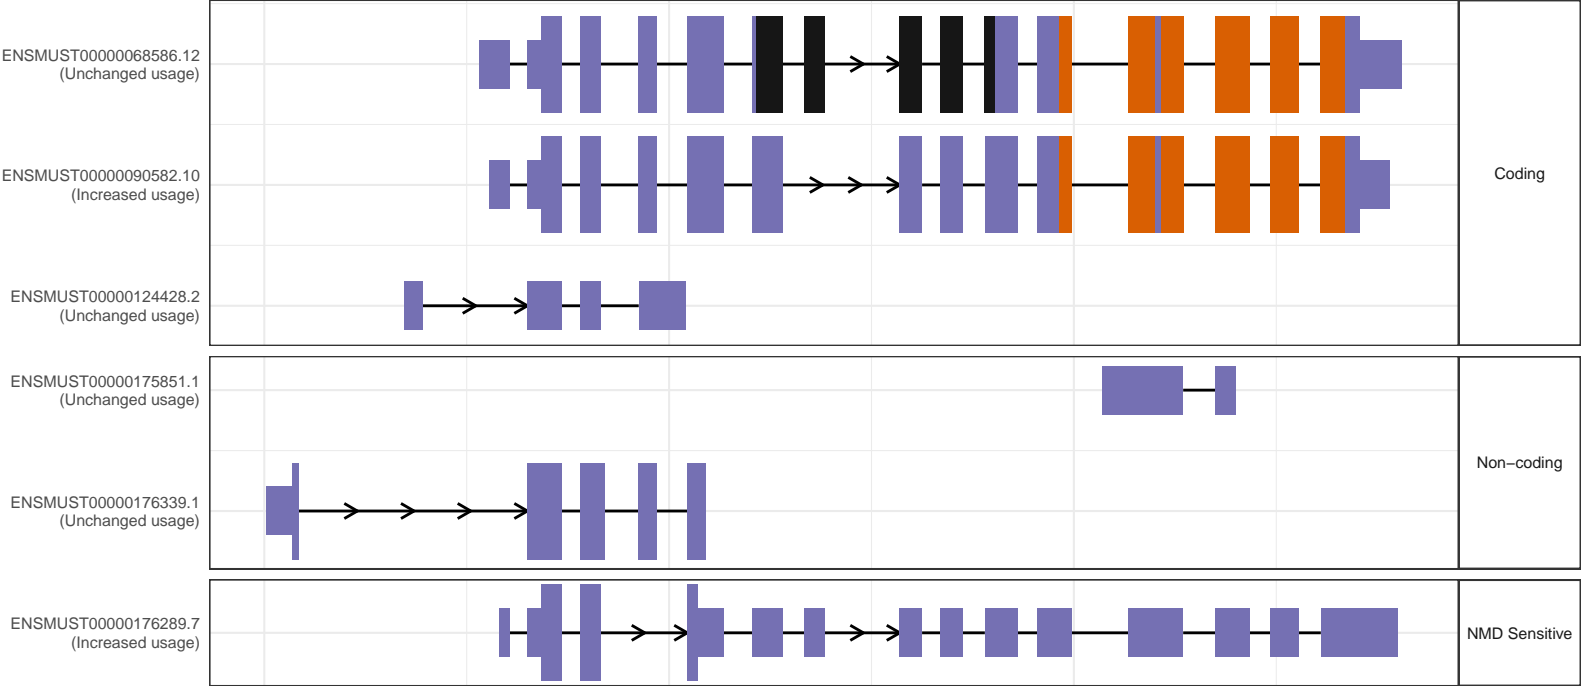 ENSMUST00000068586.12
(Unchanged usage)
ENSMUST00000090582.10
(Increased usage)
Coding
ENSMUST00000124428.2
(Unchanged usage)
ENSMUST00000175851.1
(Unchanged usage)
Non−coding
ENSMUST00000176339.1
(Unchanged usage)
ENSMUST00000176289.7
(Increased usage)
NMD Sensitive